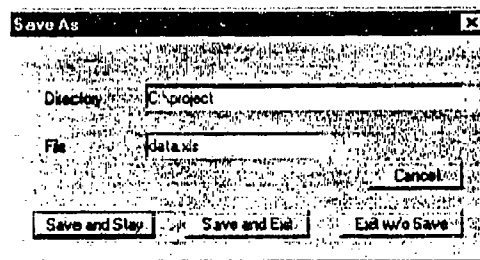 Save As
Directory C:\project
File data.xls
Cancel
Save and Stay Save and Exit Exit w/o Save